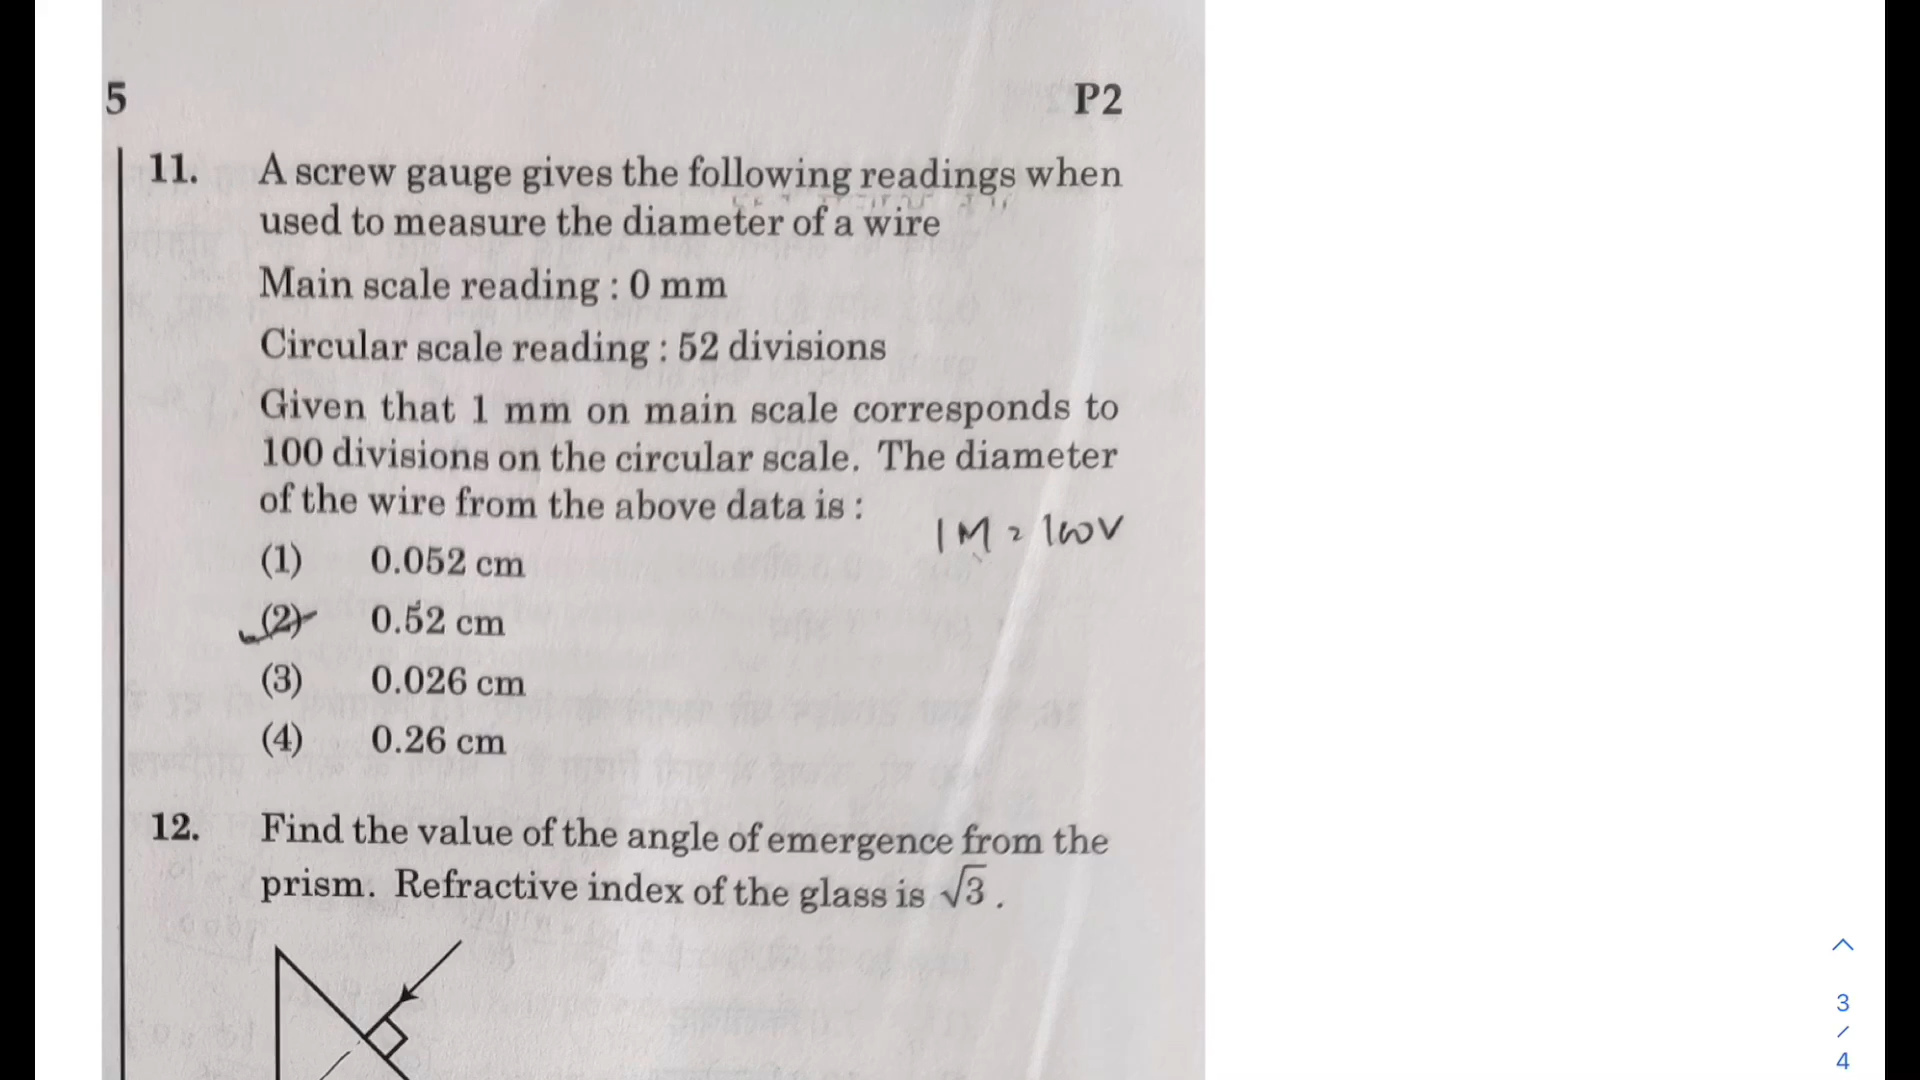 5 P2
11. A screw gauge gives the following readings when
used to measure the diameter of a wire
Main scale reading : 0 mm
Circular scale reading : 52 divisions
Given that 1 mm on main scale corresponds to
100 divisions on the circular scale. The diameter
of the wire from the above data is :
1 M = 100 V
(1) 0.052 cm
(2) 0.52 cm
(3) 0.026 cm
(4) 0.26 cm
12. Find the value of the angle of emergence from the
prism. Refractive index of the glass is √3 .
3
/
4